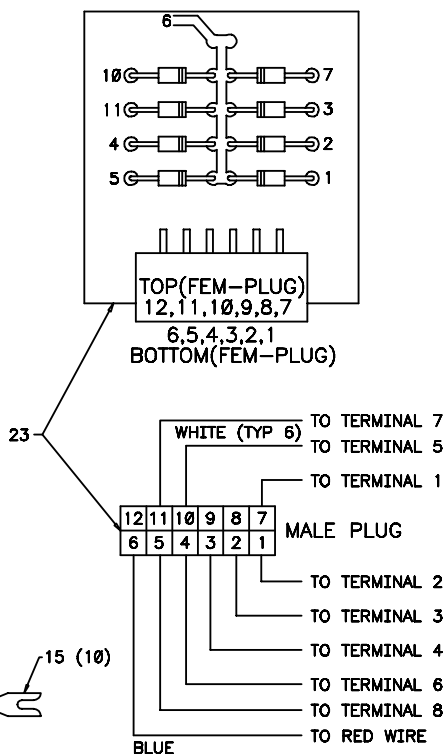 6
10 7
11 3
4 2
5 1
TOP(FEM-PLUG)
12,11,10,9,8,7
6,5,4,3,2,1
BOTTOM(FEM-PLUG)
23
TO TERMINAL 7
WHITE (TYP 6)
TO TERMINAL 5
TO TERMINAL 1
12 11 10 9 8 7
6 5 4 3 2 1
MALE PLUG
TO TERMINAL 2
TO TERMINAL 3
TO TERMINAL 4
15 (10)
TO TERMINAL 6
TO TERMINAL 8
TO RED WIRE
BLUE